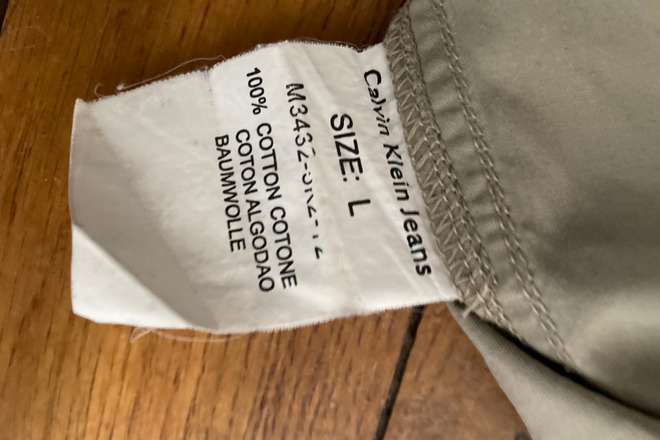 Calvin Klein Jeans
SIZE: L
100% COTTON COTONE
COTON ALGODAO
BAUMWOLLE